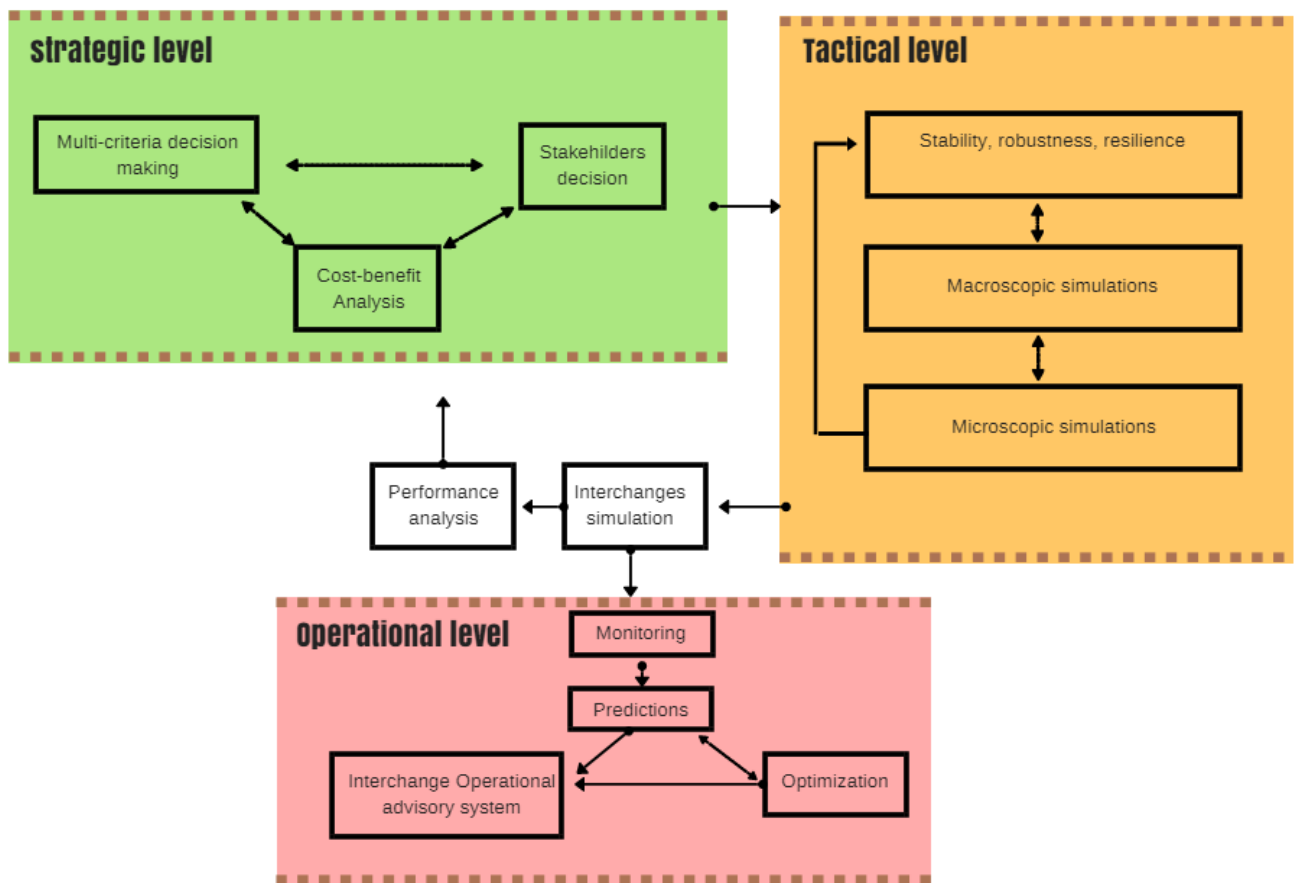 Strategic level
Multi-criteria decision
making
Stakehilders
decision
Cost-benefit
Analysis
Tactical level
Stability, robustness, resilience
Macroscopic simulations
Microscopic simulations
Performance
analysis
Interchanges
simulation
Operational level
Monitoring
Predictions
Interchange Operational
advisory system
Optimization